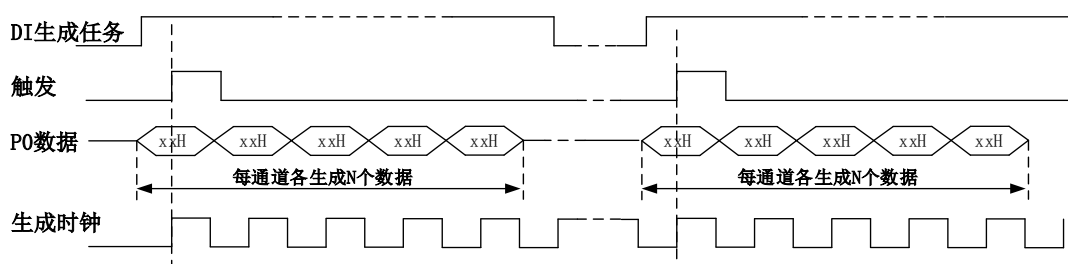 DI生成任务
触发
P0数据
xxH xxH xxH xxH xxH xxH xxH xxH xxH xxH
每通道各生成N个数据 每通道各生成N个数据
生成时钟